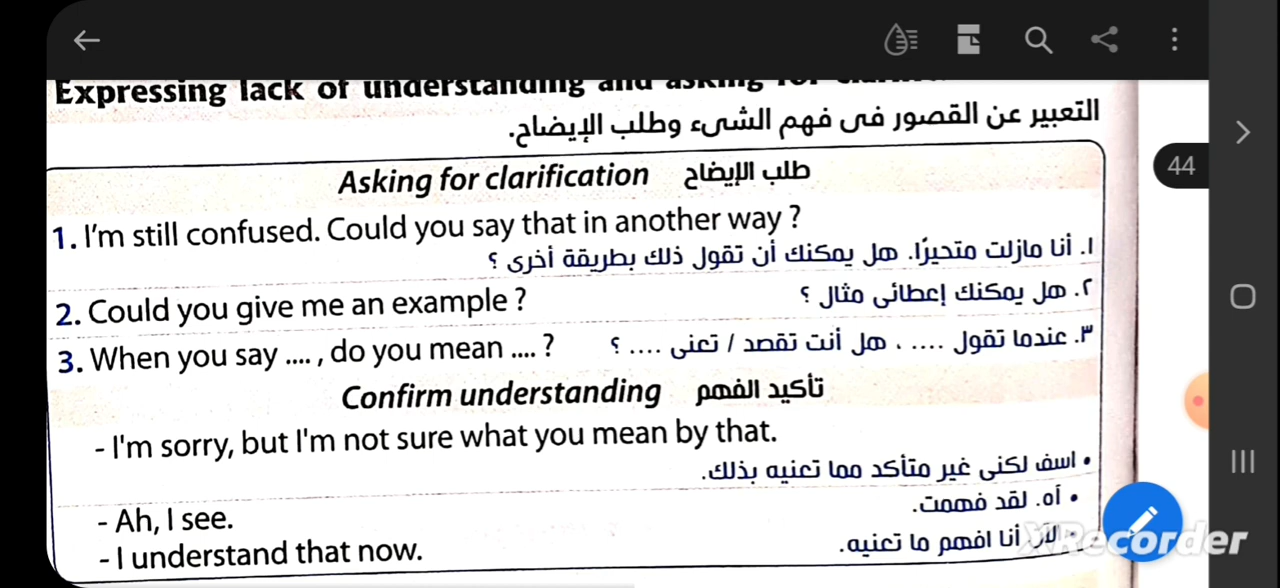 Expressing lack of understanding and asking for
التعبير عن القصور فى فهم الشىء وطلب الإيضاح.
44
Asking for clarification طلب الإيضاح
1. I'm still confused. Could you say that in another way ?
١. أنا مازلت متحيرًا. هل يمكنك أن تقول ذلك بطريقة أخرى ؟
2. Could you give me an example ? ٢. هل يمكنك إعطائى مثال ؟
3. When you say .... , do you mean .... ? ٣. عندما تقول .... ، هل أنت تقصد / تعنى .... ؟
Confirm understanding تأكيد الفهم
- I'm sorry, but I'm not sure what you mean by that.
• اسف لكنى غير متأكد مما تعنيه بذلك.
- Ah, I see. • آه. لقد فهمت.
- I understand that now. • الآن أنا افهم ما تعنيه.
XRecorder